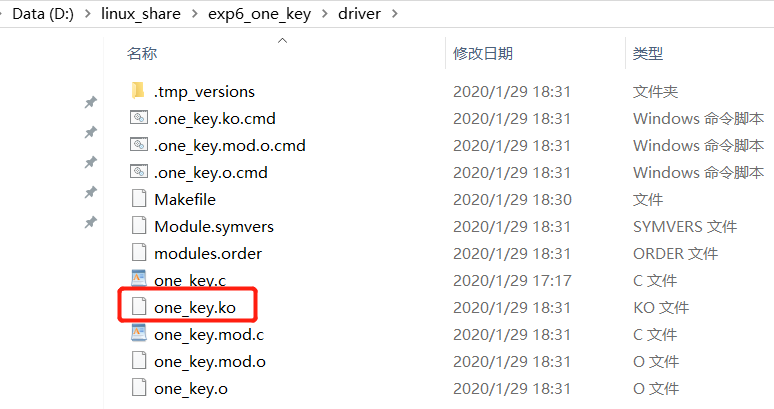 Data (D:) > linux_share > exp6_one_key > driver >
名称 修改日期 类型
.tmp_versions 2020/1/29 18:31 文件夹
.one_key.ko.cmd 2020/1/29 18:31 Windows 命令脚本
.one_key.mod.o.cmd 2020/1/29 18:31 Windows 命令脚本
.one_key.o.cmd 2020/1/29 18:31 Windows 命令脚本
Makefile 2020/1/29 18:30 文件
Module.symvers 2020/1/29 18:31 SYMVERS 文件
modules.order 2020/1/29 18:31 ORDER 文件
one_key.c 2020/1/29 17:17 C 文件
one_key.ko 2020/1/29 18:31 KO 文件
one_key.mod.c 2020/1/29 18:31 C 文件
one_key.mod.o 2020/1/29 18:31 O 文件
one_key.o 2020/1/29 18:31 O 文件